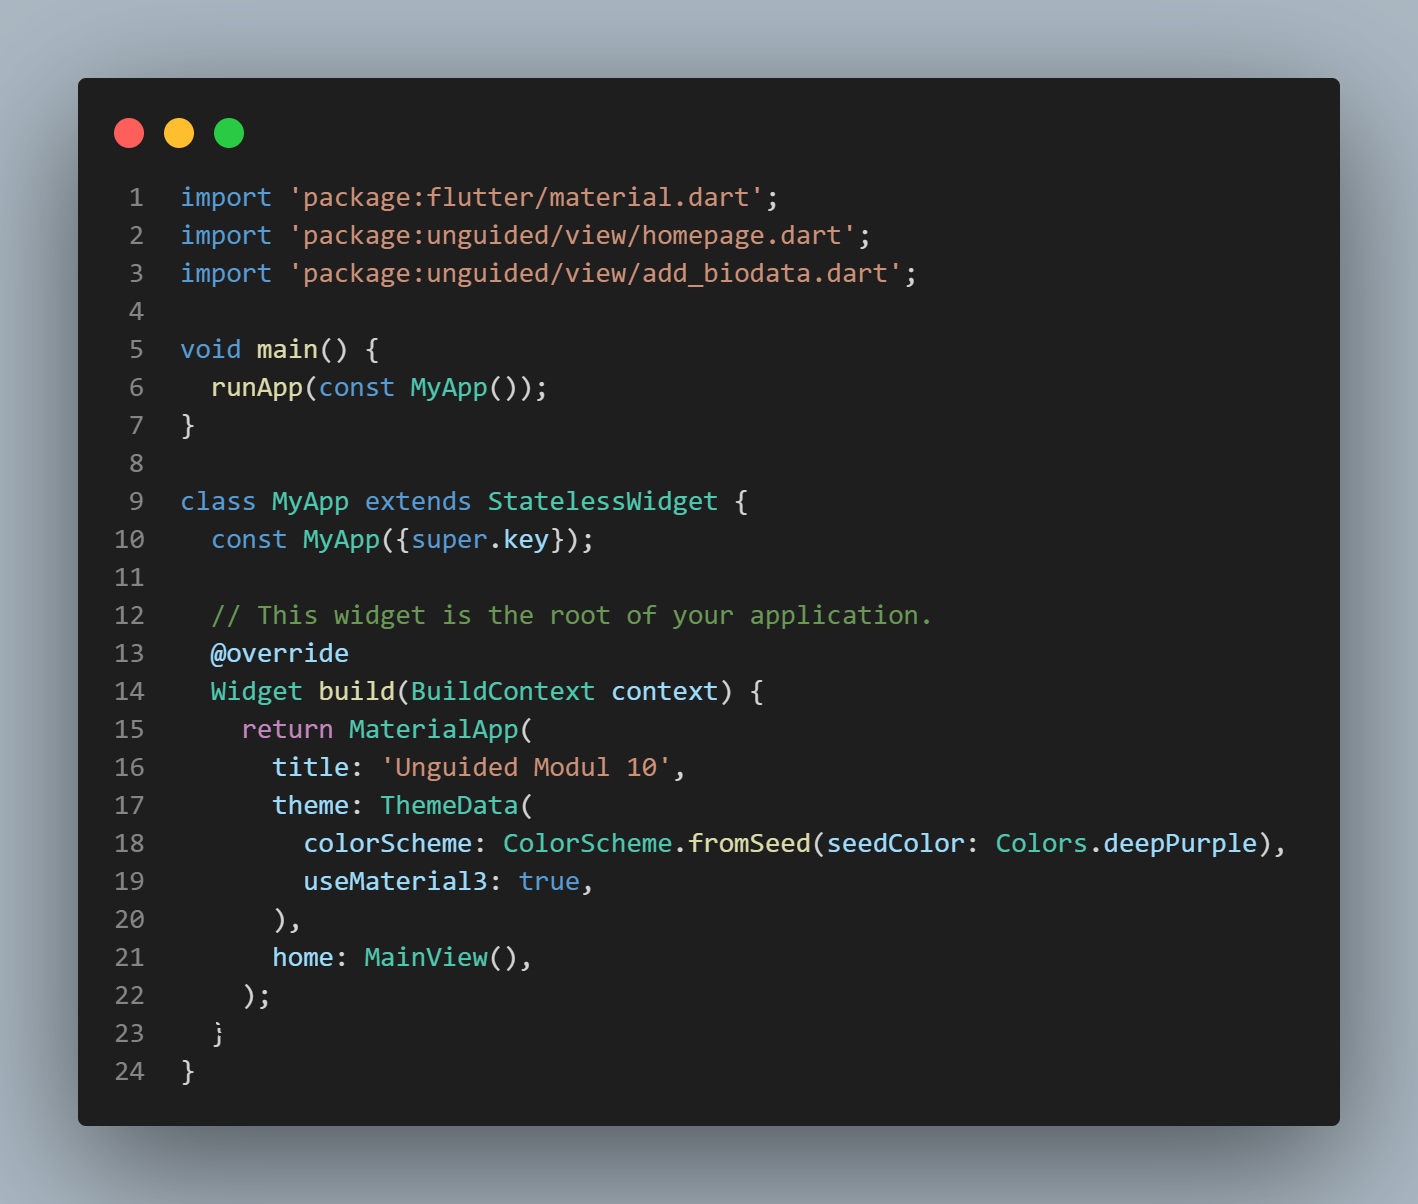 1 import 'package:flutter/material.dart';
2 import 'package:unguided/view/homepage.dart';
3 import 'package:unguided/view/add_biodata.dart';
4
5 void main() {
6   runApp(const MyApp());
7 }
8
9 class MyApp extends StatelessWidget {
10   const MyApp({super.key});
11
12   // This widget is the root of your application.
13   @override
14   Widget build(BuildContext context) {
15     return MaterialApp(
16       title: 'Unguided Modul 10',
17       theme: ThemeData(
18         colorScheme: ColorScheme.fromSeed(seedColor: Colors.deepPurple),
19         useMaterial3: true,
20       ),
21       home: MainView(),
22     );
23   }
24 }